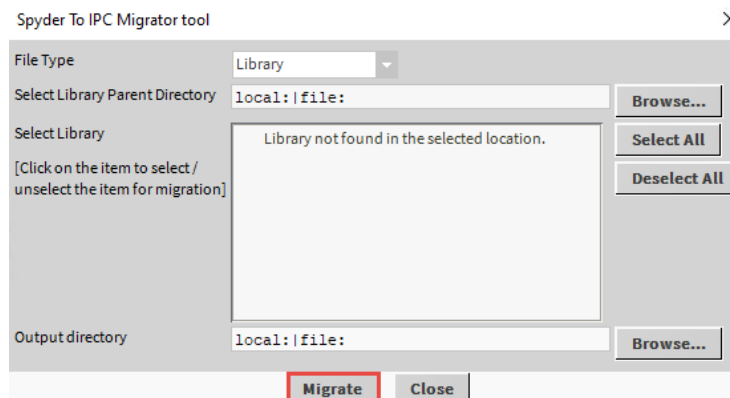 Spyder To IPC Migrator tool
File Type
Library
Select Library Parent Directory
local:|file:
Browse...
Select Library
Library not found in the selected location.
Select All
[Click on the item to select /
unselect the item for migration]
Deselect All
Output directory
local:|file:
Browse...
Migrate
Close